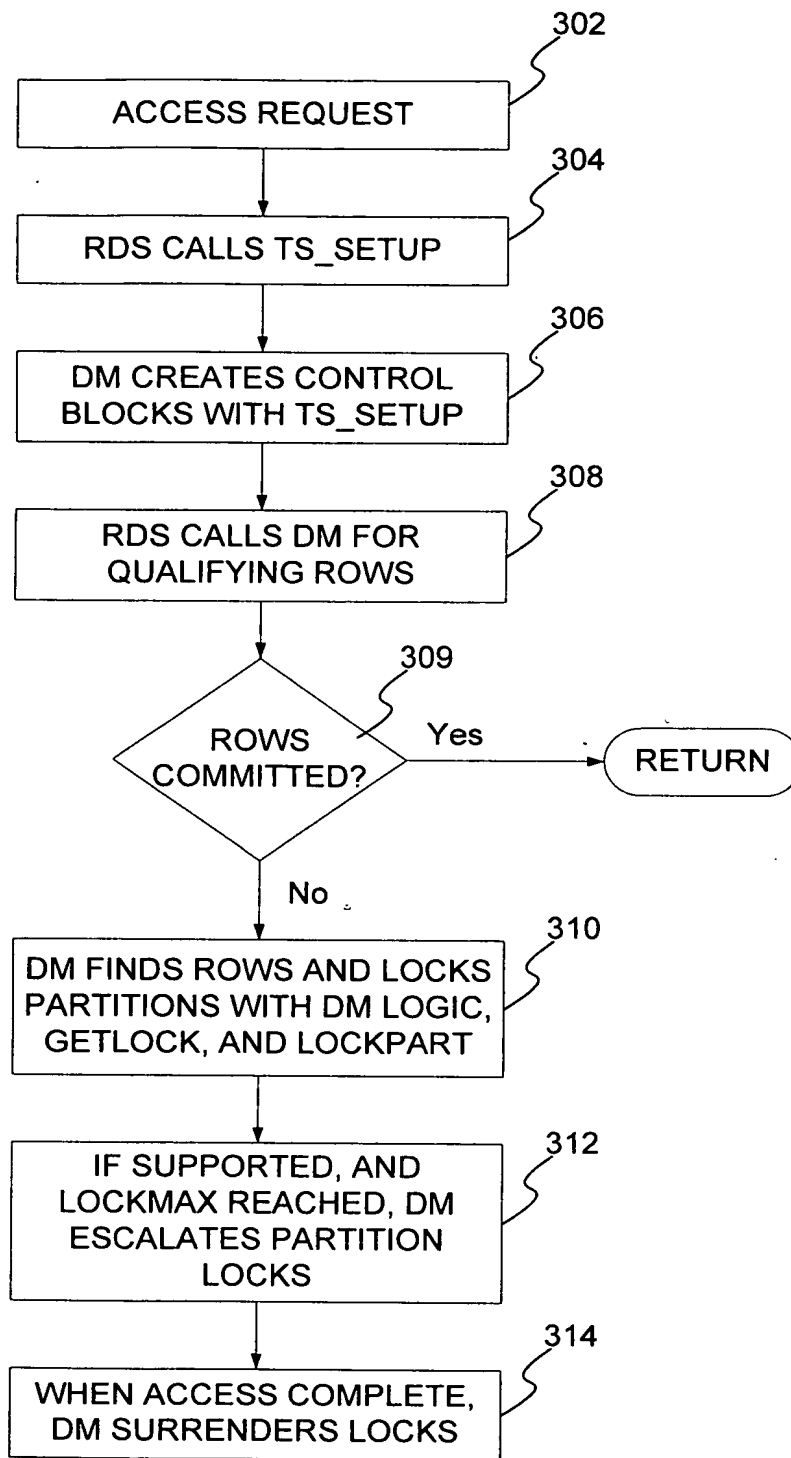 302
ACCESS REQUEST
304
RDS CALLS TS_SETUP
306
DM CREATES CONTROL
BLOCKS WITH TS_SETUP
308
RDS CALLS DM FOR
QUALIFYING ROWS
309
ROWS
COMMITTED?
Yes
RETURN
No
310
DM FINDS ROWS AND LOCKS
PARTITIONS WITH DM LOGIC,
GETLOCK, AND LOCKPART
312
IF SUPPORTED, AND
LOCKMAX REACHED, DM
ESCALATES PARTITION
LOCKS
314
WHEN ACCESS COMPLETE,
DM SURRENDERS LOCKS